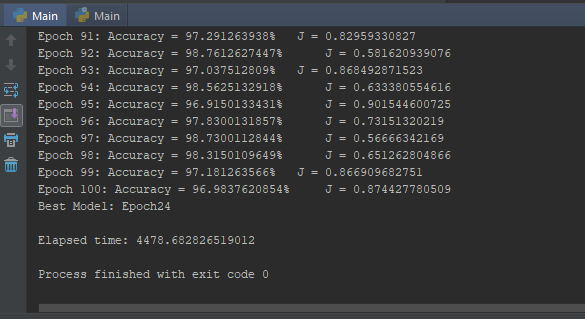 Main Main
Epoch 91: Accuracy = 97.291263938% J = 0.82959330827
Epoch 92: Accuracy = 98.7612627447% J = 0.581620939076
Epoch 93: Accuracy = 97.037512809% J = 0.868492871523
Epoch 94: Accuracy = 98.5625132918% J = 0.633380554616
Epoch 95: Accuracy = 96.9150133431% J = 0.901544600725
Epoch 96: Accuracy = 97.8300131857% J = 0.73151320219
Epoch 97: Accuracy = 98.7300112844% J = 0.56666342169
Epoch 98: Accuracy = 98.3150109649% J = 0.651262804866
Epoch 99: Accuracy = 97.181263566% J = 0.866909682751
Epoch 100: Accuracy = 96.9837620854% J = 0.874427780509
Best Model: Epoch24
Elapsed time: 4478.682826519012
Process finished with exit code 0